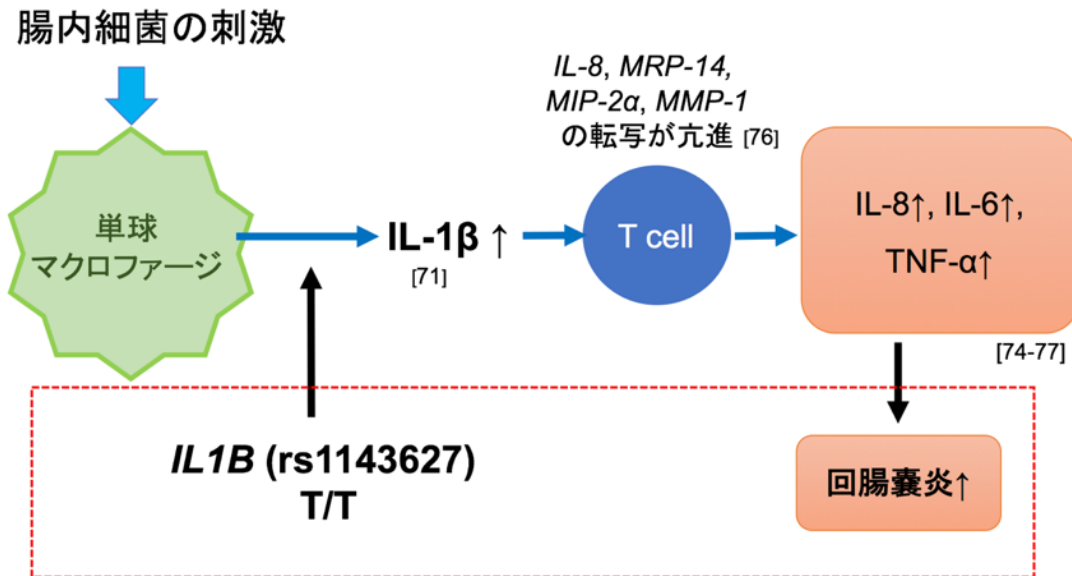 腸内細菌の刺激
単球
マクロファージ
IL-1β ↑
[71]
IL-8, MRP-14,
MIP-2α, MMP-1
の転写が亢進 [76]
T cell
IL-8↑, IL-6↑,
TNF-α↑
[74-77]
IL1B (rs1143627)
T/T
回腸嚢炎↑